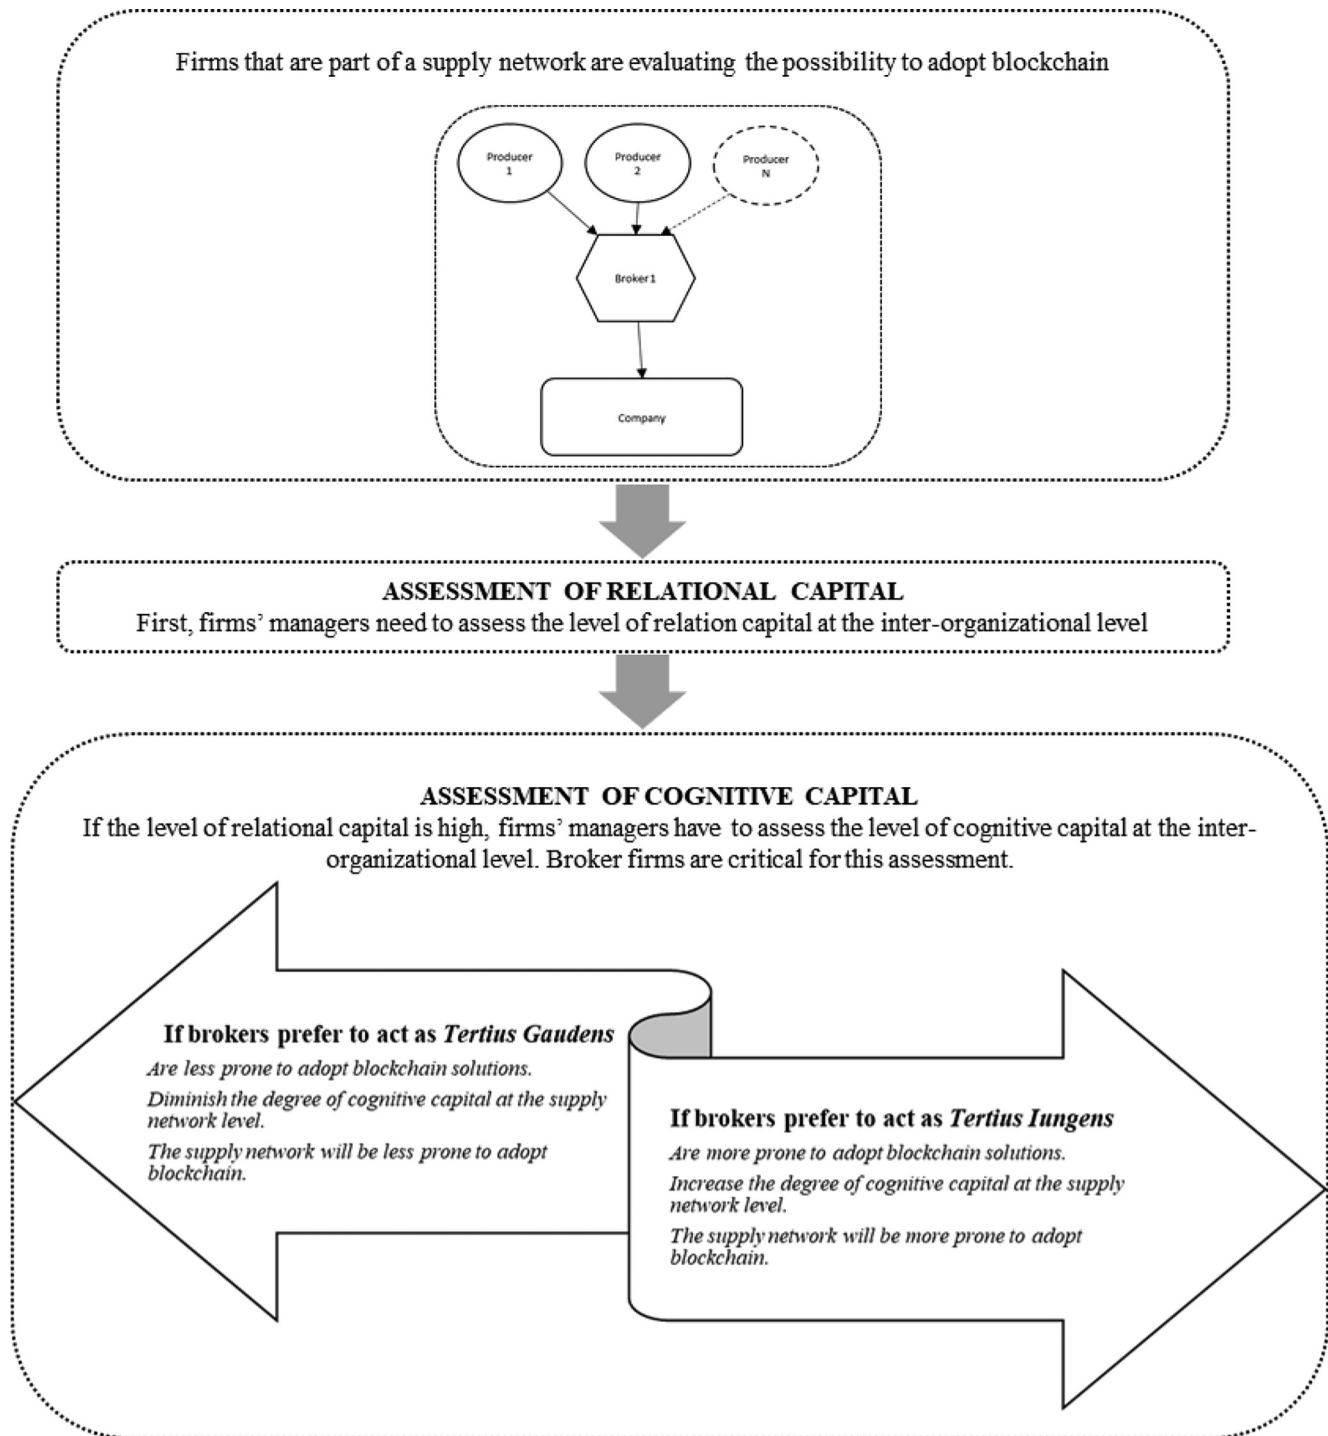 Firms that are part of a supply network are evaluating the possibility to adopt blockchain
Producer
1
Producer
2
Producer
N
Broker 1
Company
ASSESSMENT OF RELATIONAL CAPITAL
First, firms’ managers need to assess the level of relation capital at the inter-organizational level
ASSESSMENT OF COGNITIVE CAPITAL
If the level of relational capital is high, firms’ managers have to assess the level of cognitive capital at the inter-
organizational level. Broker firms are critical for this assessment.
If brokers prefer to act as Tertius Gaudens
Are less prone to adopt blockchain solutions.
Diminish the degree of cognitive capital at the supply
network level.
The supply network will be less prone to adopt
blockchain.
If brokers prefer to act as Tertius Iungens
Are more prone to adopt blockchain solutions.
Increase the degree of cognitive capital at the supply
network level.
The supply network will be more prone to adopt
blockchain.